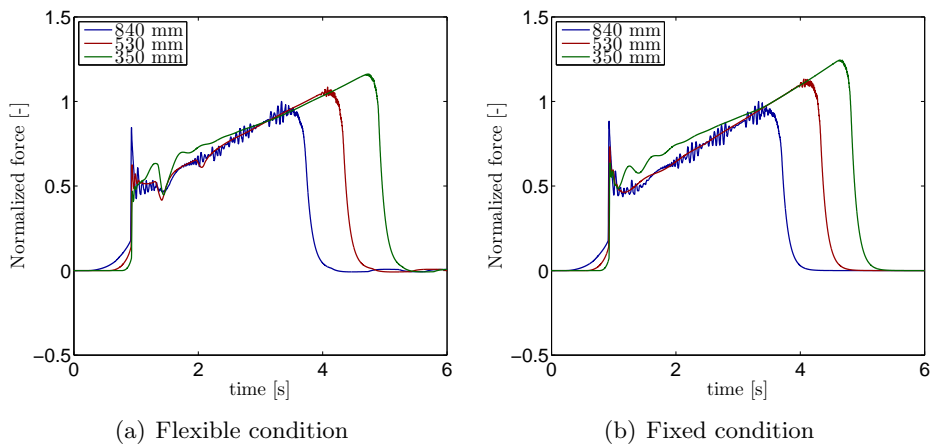 1.5
1
0.5
0
−0.5
0
2
4
6
Normalized force [-]
time [s]
840 mm
530 mm
350 mm
(a) Flexible condition
1.5
1
0.5
0
−0.5
0
2
4
6
Normalized force [-]
time [s]
840 mm
530 mm
350 mm
(b) Fixed condition